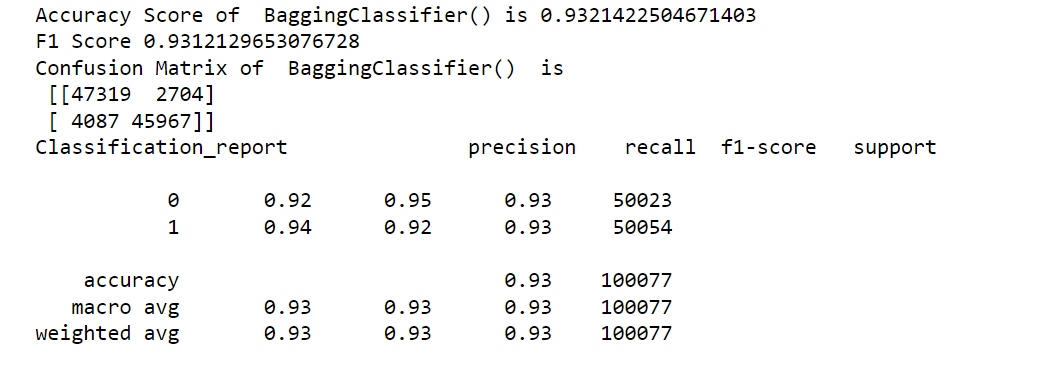 Accuracy Score of  BaggingClassifier() is 0.9321422504671403
F1 Score 0.9312129653076728
Confusion Matrix of  BaggingClassifier()  is
[[47319  2704]
[ 4087 45967]]
Classification_report               precision    recall  f1-score   support
0       0.92      0.95      0.93     50023
1       0.94      0.92      0.93     50054
accuracy                           0.93    100077
macro avg       0.93      0.93      0.93    100077
weighted avg       0.93      0.93      0.93    100077